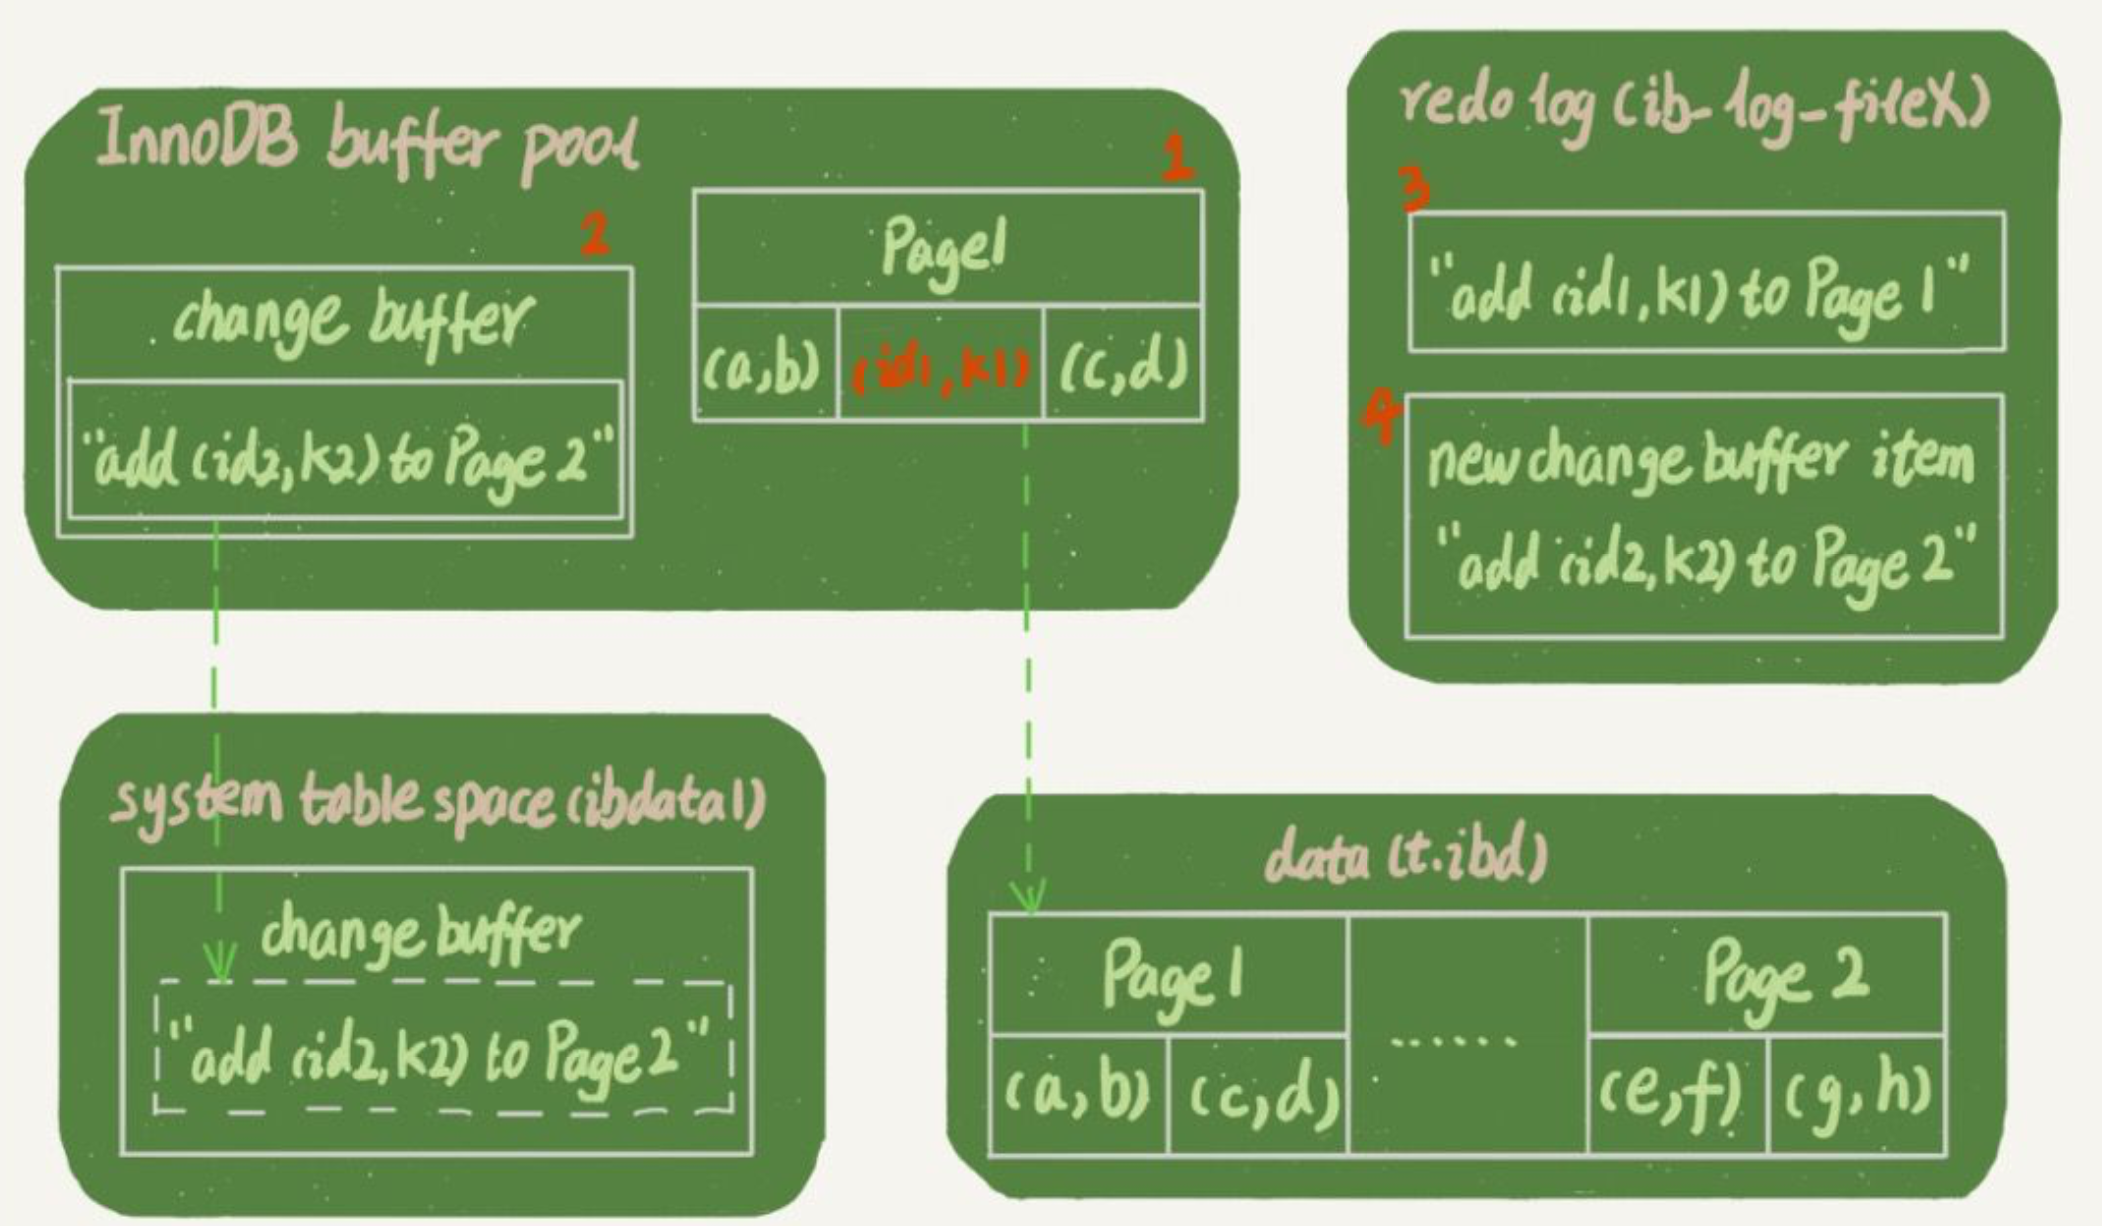 InnoDB buffer pool
1
Page1
(a,b) (id1,k1) (c,d)
2
change buffer
"add (id2,k2) to Page 2"
redo log (ib-log-fileX)
3
"add (id1,k1) to Page 1"
4
new change buffer item
"add (id2,k2) to Page 2"
system table space (ibdata1)
change buffer
"add (id2,k2) to Page 2"
data (t.ibd)
Page 1 ...... Page 2
(a,b) (c,d) (e,f) (g,h)